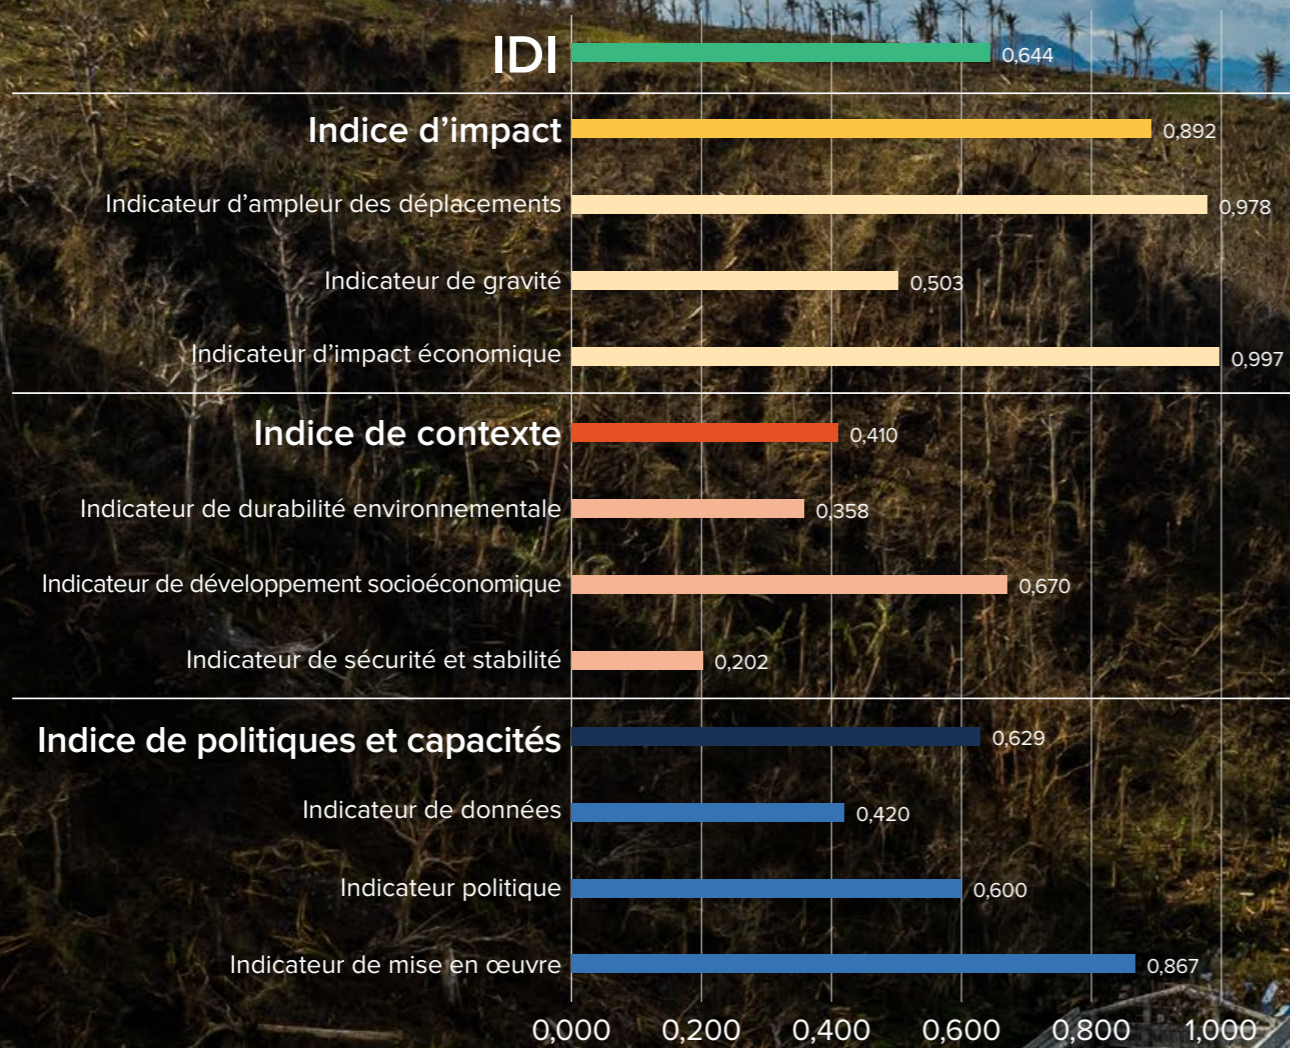 IDI 0,644
Indice d’impact 0,892
Indicateur d’ampleur des déplacements 0,978
Indicateur de gravité 0,503
Indicateur d’impact économique 0,997
Indice de contexte 0,410
Indicateur de durabilité environnementale 0,358
Indicateur de développement socioéconomique 0,670
Indicateur de sécurité et stabilité 0,202
Indice de politiques et capacités 0,629
Indicateur de données 0,420
Indicateur politique 0,600
Indicateur de mise en œuvre 0,867
0,000 0,200 0,400 0,600 0,800 1,000